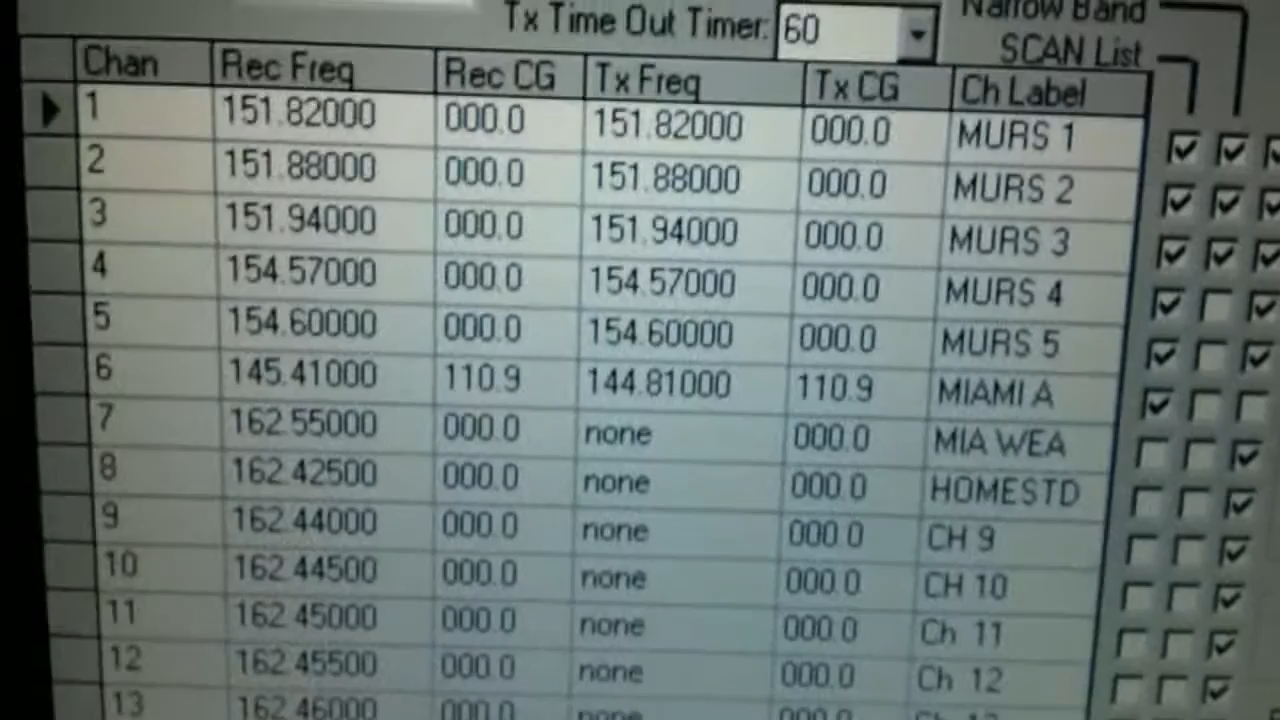 Tx Time Out Timer: 60 Narrow Band
SCAN List
Chan Rec Freq Rec CG Tx Freq Tx CG Ch Label
1 151.82000 000.0 151.82000 000.0 MURS 1
2 151.88000 000.0 151.88000 000.0 MURS 2
3 151.94000 000.0 151.94000 000.0 MURS 3
4 154.57000 000.0 154.57000 000.0 MURS 4
5 154.60000 000.0 154.60000 000.0 MURS 5
6 145.41000 110.9 144.81000 110.9 MIAMI A
7 162.55000 000.0 none 000.0 MIA WEA
8 162.42500 000.0 none 000.0 HOMESTD
9 162.44000 000.0 none 000.0 CH 9
10 162.44500 000.0 none 000.0 CH 10
11 162.45000 000.0 none 000.0 Ch 11
12 162.45500 000.0 none 000.0 Ch 12
13 162.46000 000.0 none 000.0